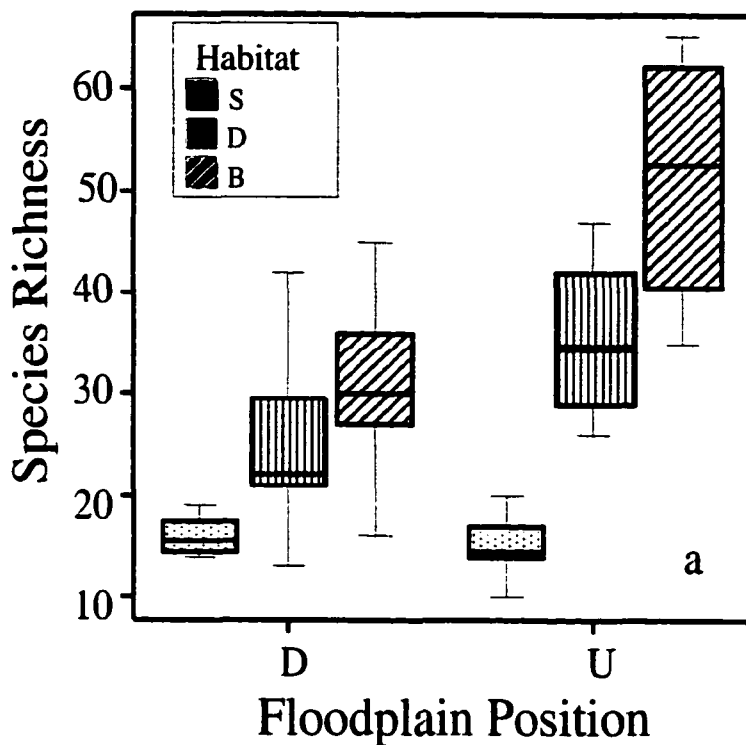 Species Richness
60
50
40
30
20
10
Habitat
S
D
B
a
D
U
Floodplain Position